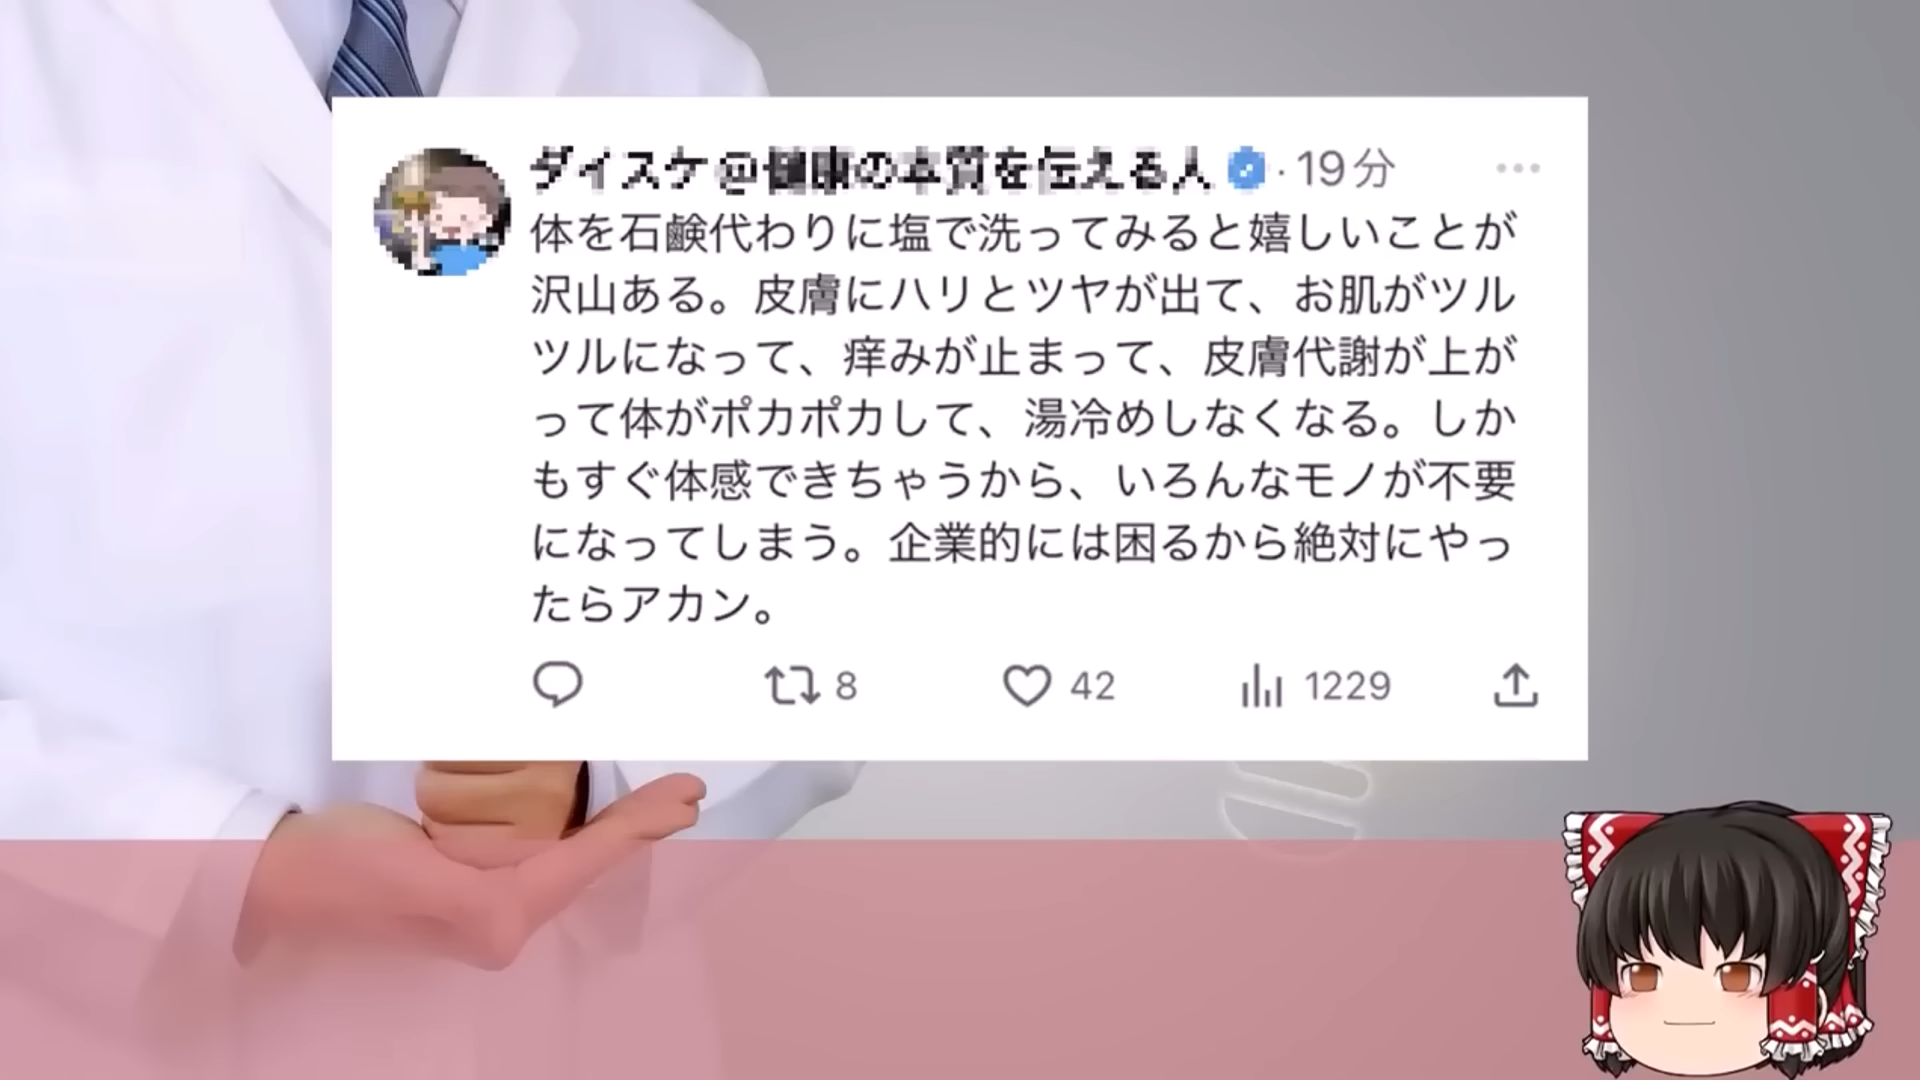 ダイスケ@健康の本質を伝える人 · 19分
体を石鹸代わりに塩で洗ってみると嬉しいことが
沢山ある。皮膚にハリとツヤが出て、お肌がツル
ツルになって、痒みが止まって、皮膚代謝が上が
って体がポカポカして、湯冷めしなくなる。しか
もすぐ体感できちゃうから、いろんなモノが不要
になってしまう。企業的には困るから絶対にやっ
たらアカン。
8 42 1229